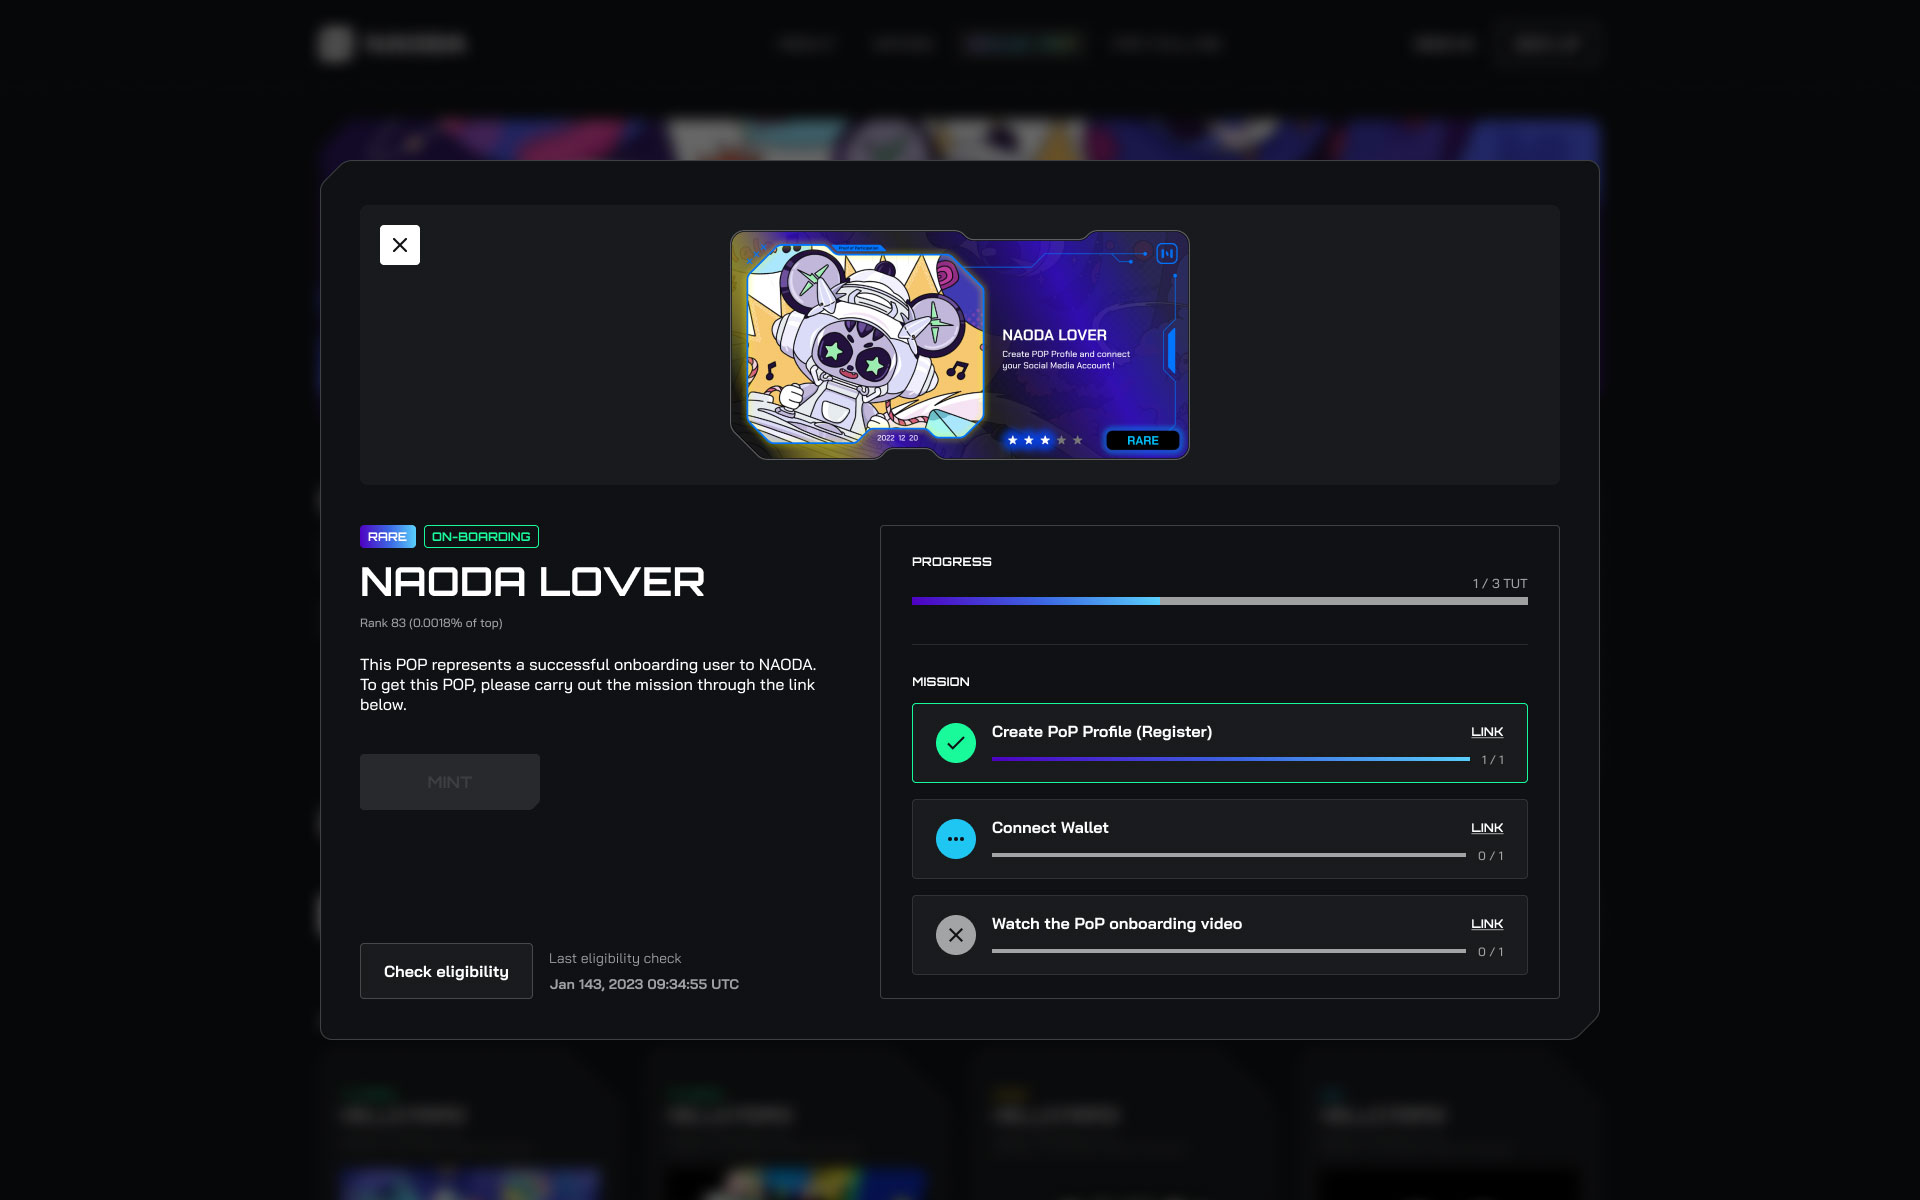 NAODA LOVER
Create POP Profile and connect
your Social Media Account !
2022 12 20
RARE
RARE
ON-BOARDING
NAODA LOVER
Rank 83 (0.0018% of top)
This POP represents a successful onboarding user to NAODA.
To get this POP, please carry out the mission through the link
below.
MINT
Check eligibility
Last eligibility check
Jan 143, 2023 09:34:55 UTC
PROGRESS
1 / 3 TUT
MISSION
Create PoP Profile (Register)
LINK
1 / 1
Connect Wallet
LINK
0 / 1
Watch the PoP onboarding video
LINK
0 / 1